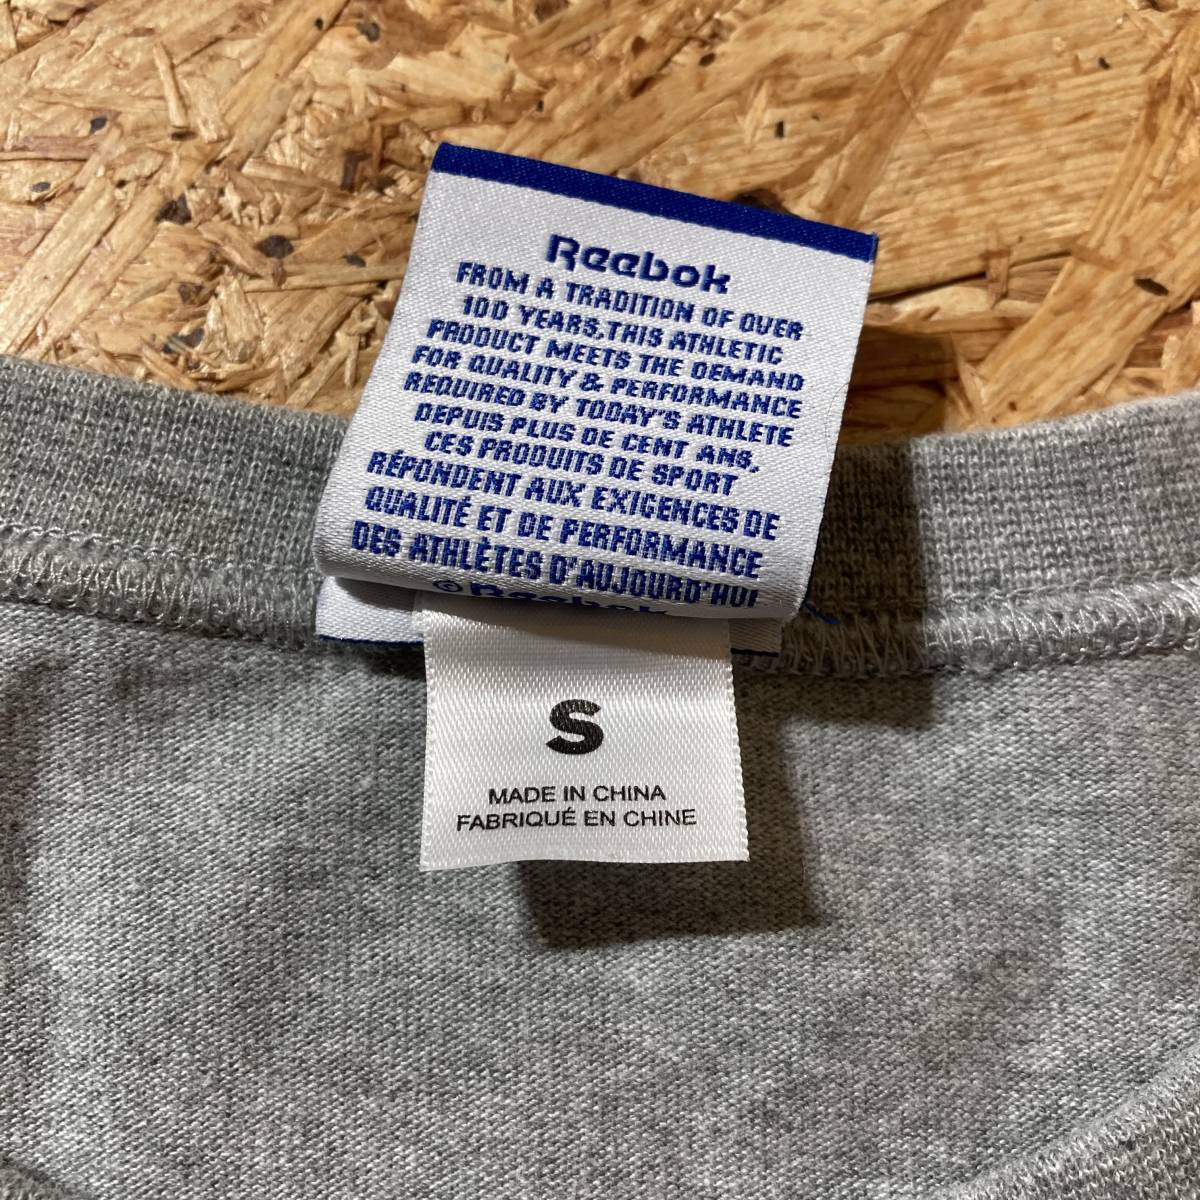 Reebok
FROM A TRADITION OF OVER
100 YEARS,THIS ATHLETIC
PRODUCT MEETS THE DEMAND
FOR QUALITY & PERFORMANCE
REQUIRED BY TODAY'S ATHLETE
DEPUIS PLUS DE CENT ANS,
CES PRODUITS DE SPORT
RÉPONDENT AUX EXIGENCES DE
QUALITÉ ET DE PERFORMANCE
DES ATHLÈTES D'AUJOURD'HUI
©Reebok
S
MADE IN CHINA
FABRIQUÉ EN CHINE